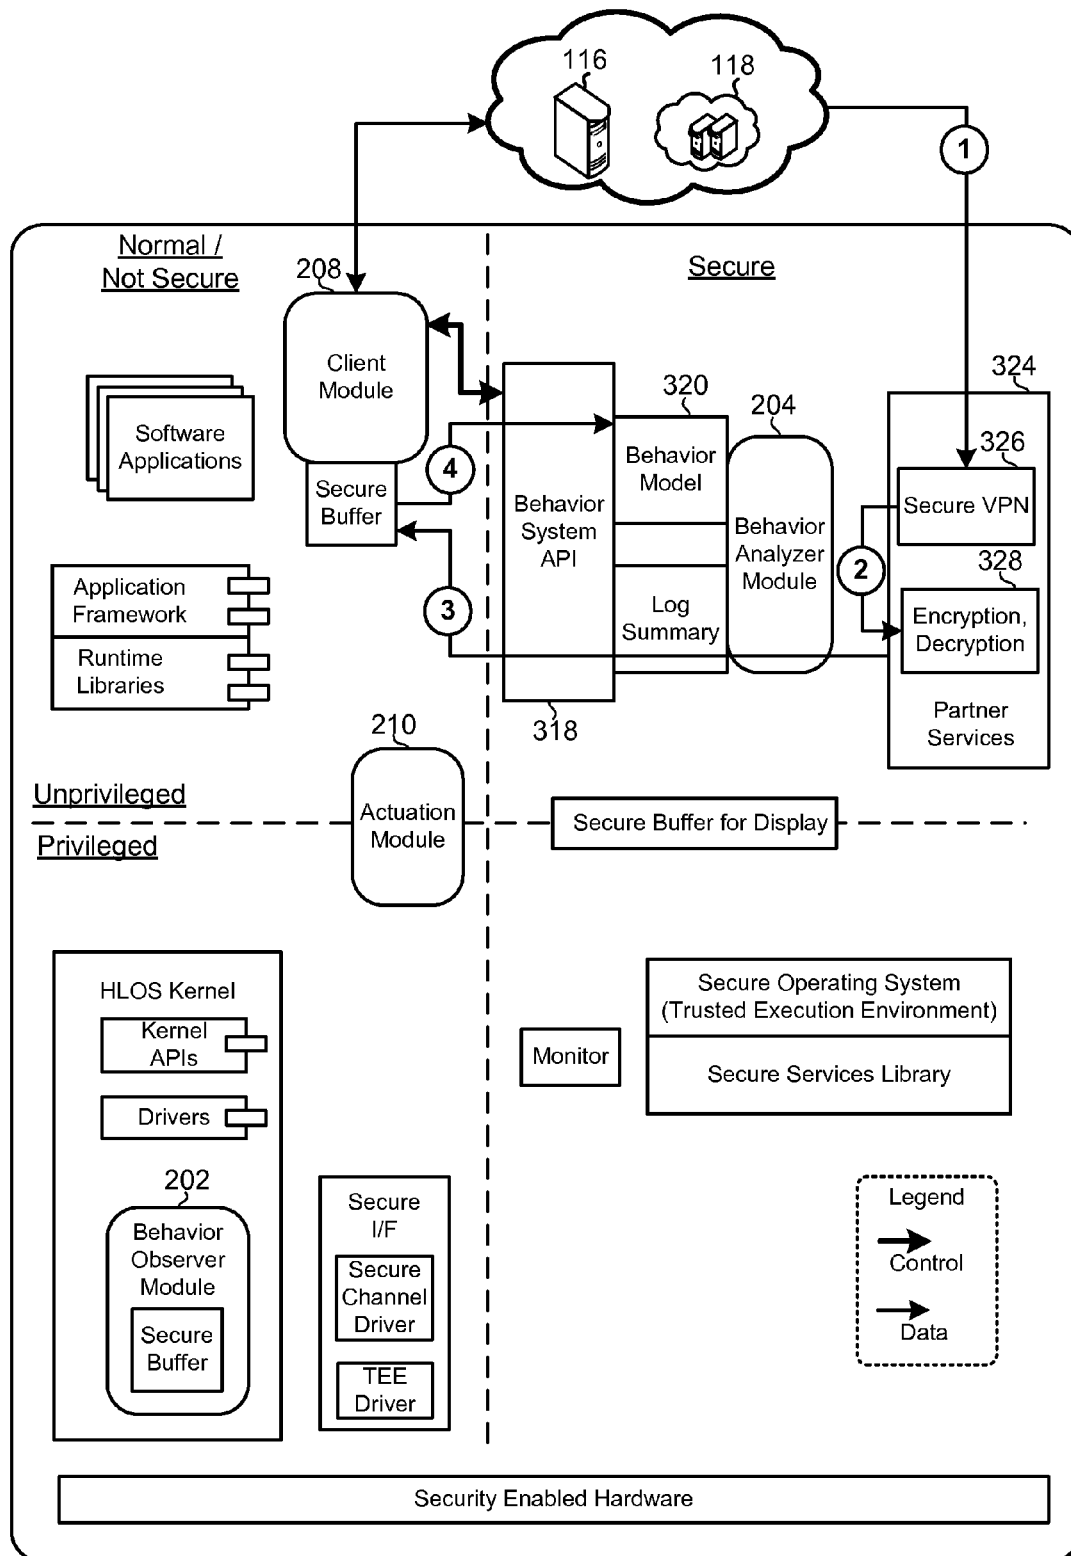 116
118
1
Normal /
Not Secure
208
Secure
Client
Module
324
320
204
326
Software
Applications
4
Secure
Buffer
Behavior
System
API
Behavior
Model
Behavior
Analyzer
Module
Secure VPN
2
328
Application
Framework
3
Log
Summary
Encryption,
Decryption
Runtime
Libraries
318
Partner
Services
210
Unprivileged
Actuation
Module
Secure Buffer for Display
Privileged
HLOS Kernel
Kernel
APIs
Drivers
Secure Operating System
(Trusted Execution Environment)
Monitor
Secure Services Library
202
Behavior
Observer
Module
Secure
Buffer
Secure
I/F
Secure
Channel
Driver
TEE
Driver
Legend
Control
Data
Security Enabled Hardware